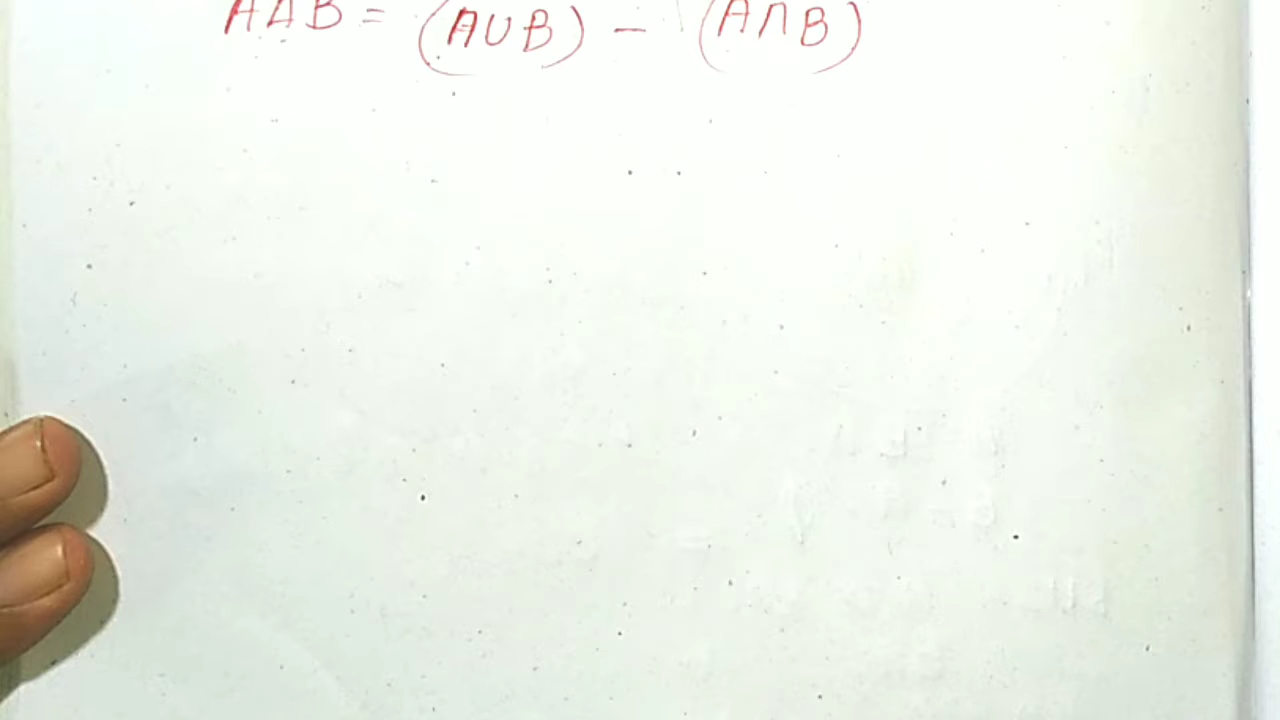 AΔB = (A∪B) - (A∩B)